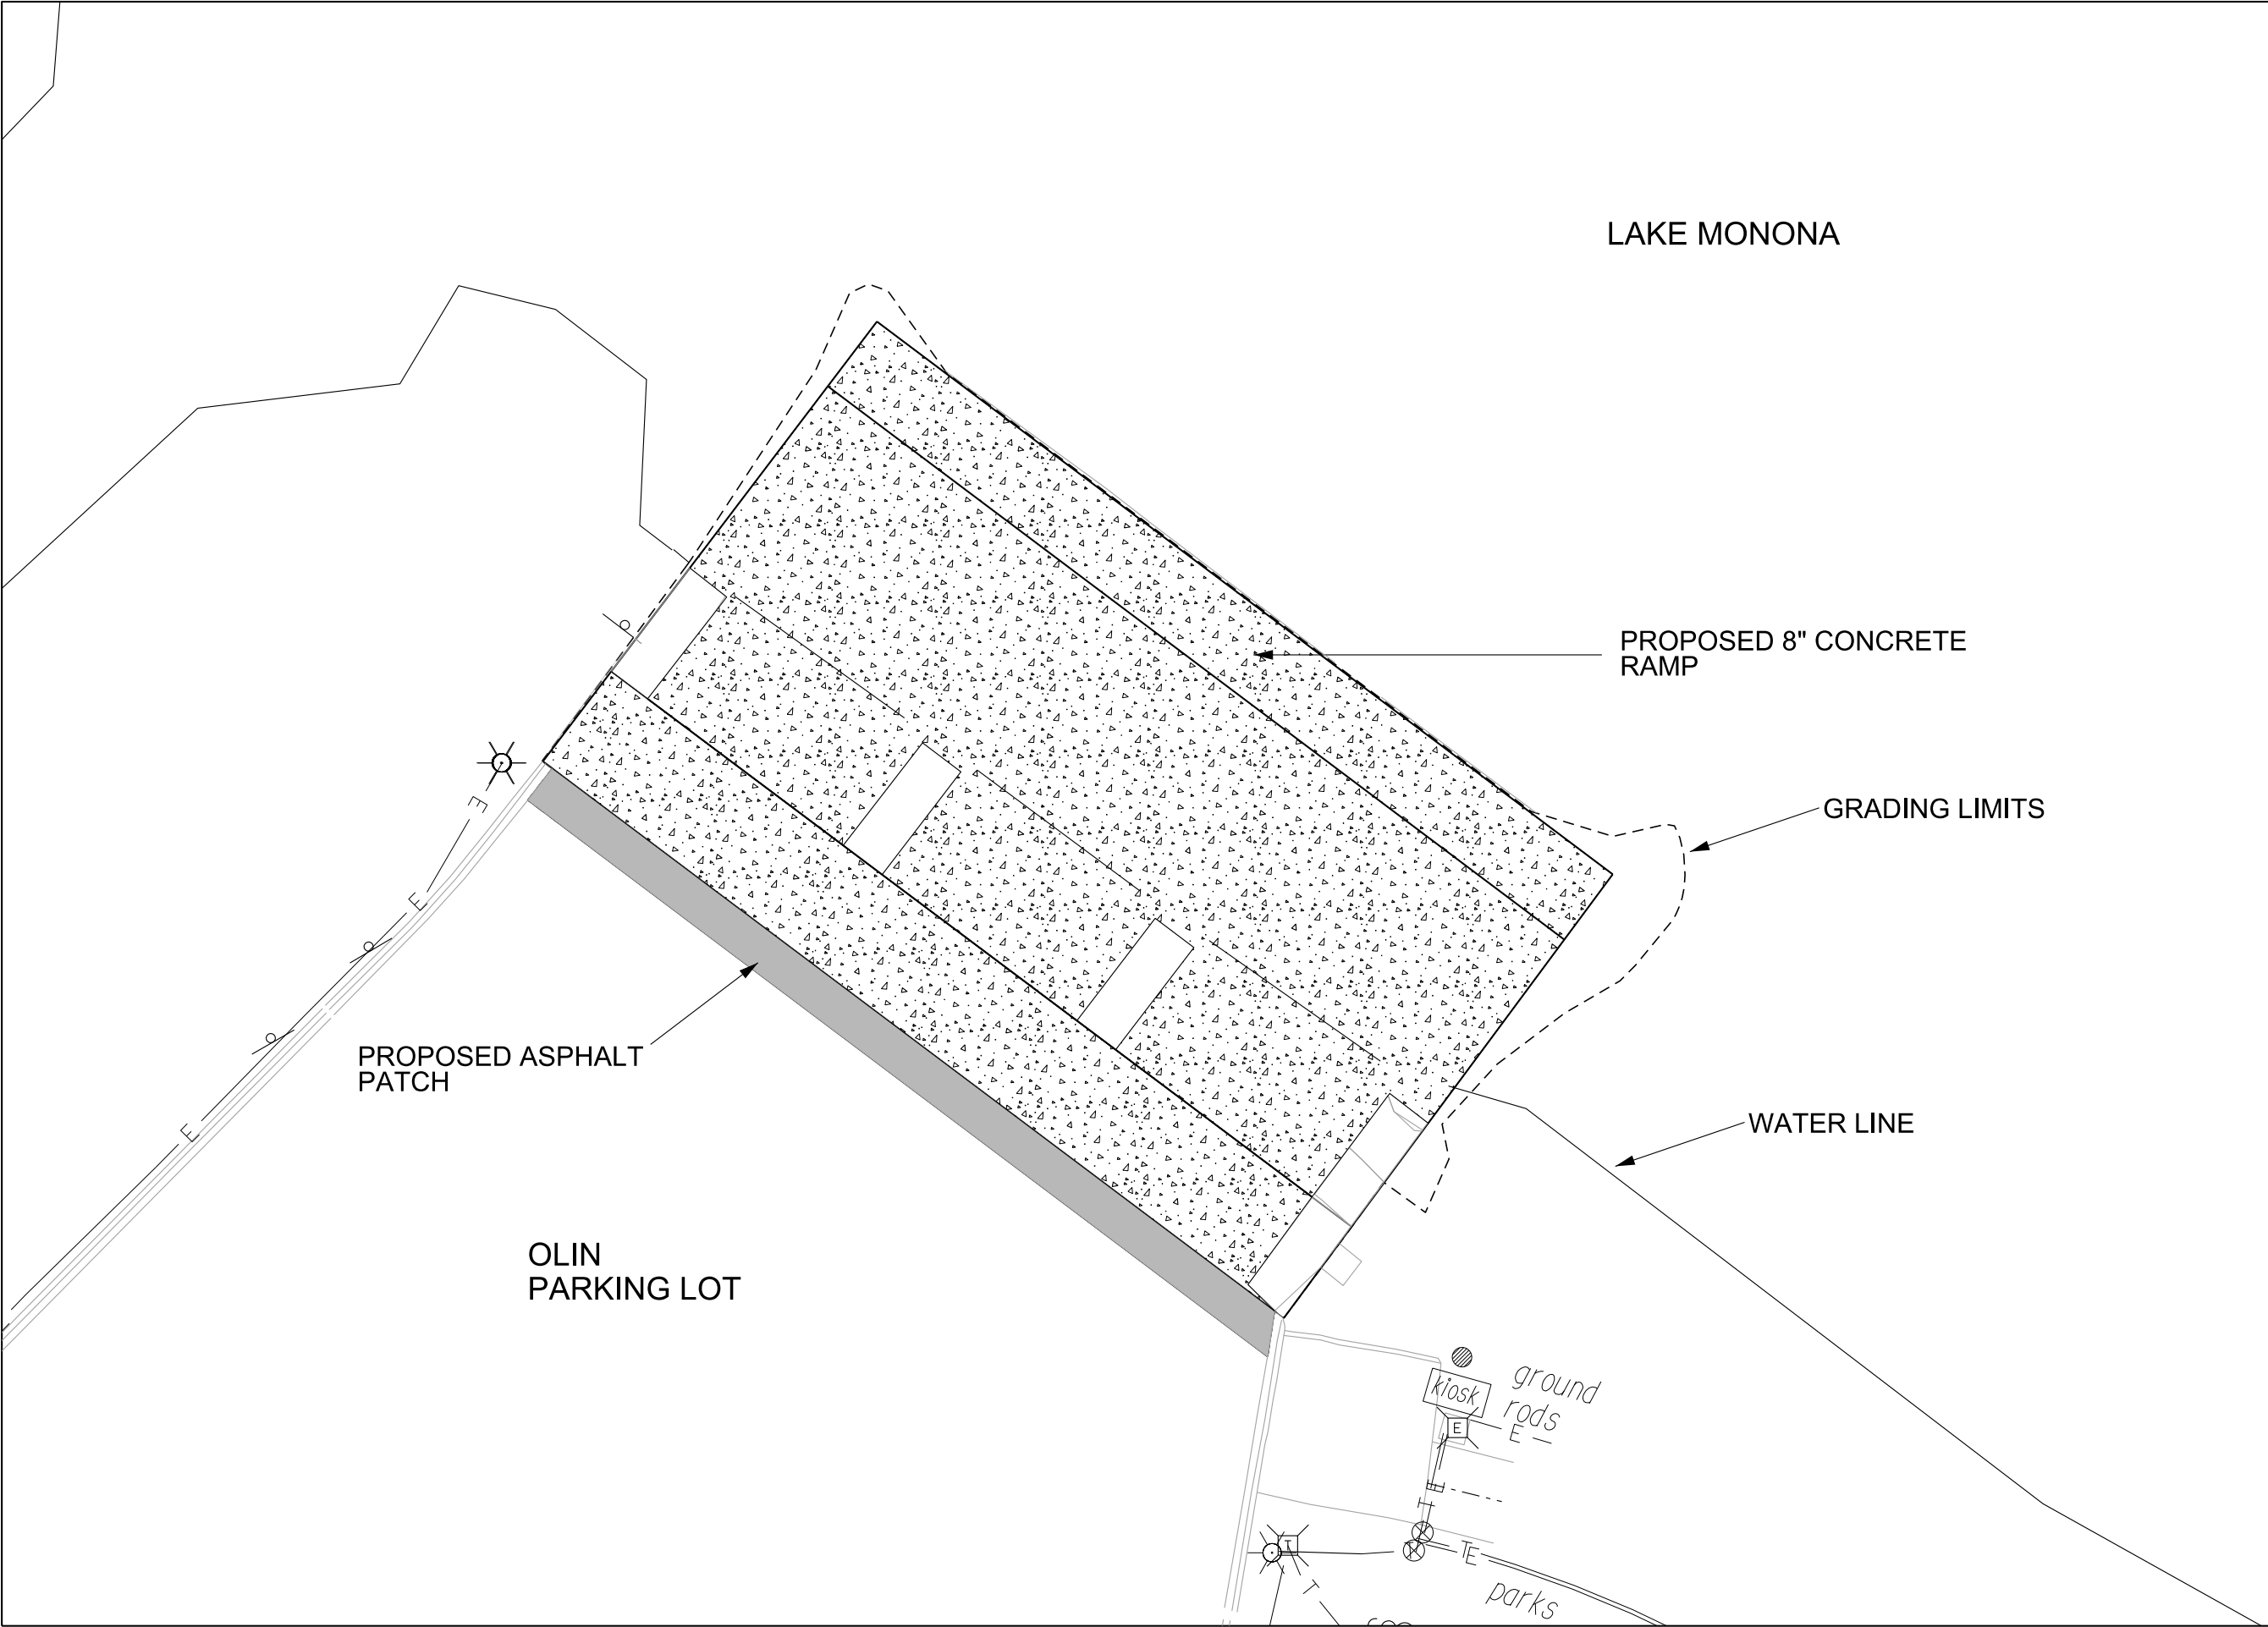 LAKE MONONA
PROPOSED 8" CONCRETE
RAMP
GRADING LIMITS
E
E
PROPOSED ASPHALT
PATCH
WATER LINE
E
OLIN
PARKING LOT
ground
rods
kiosk
E
E
E
T
T
T
TE
T
parks